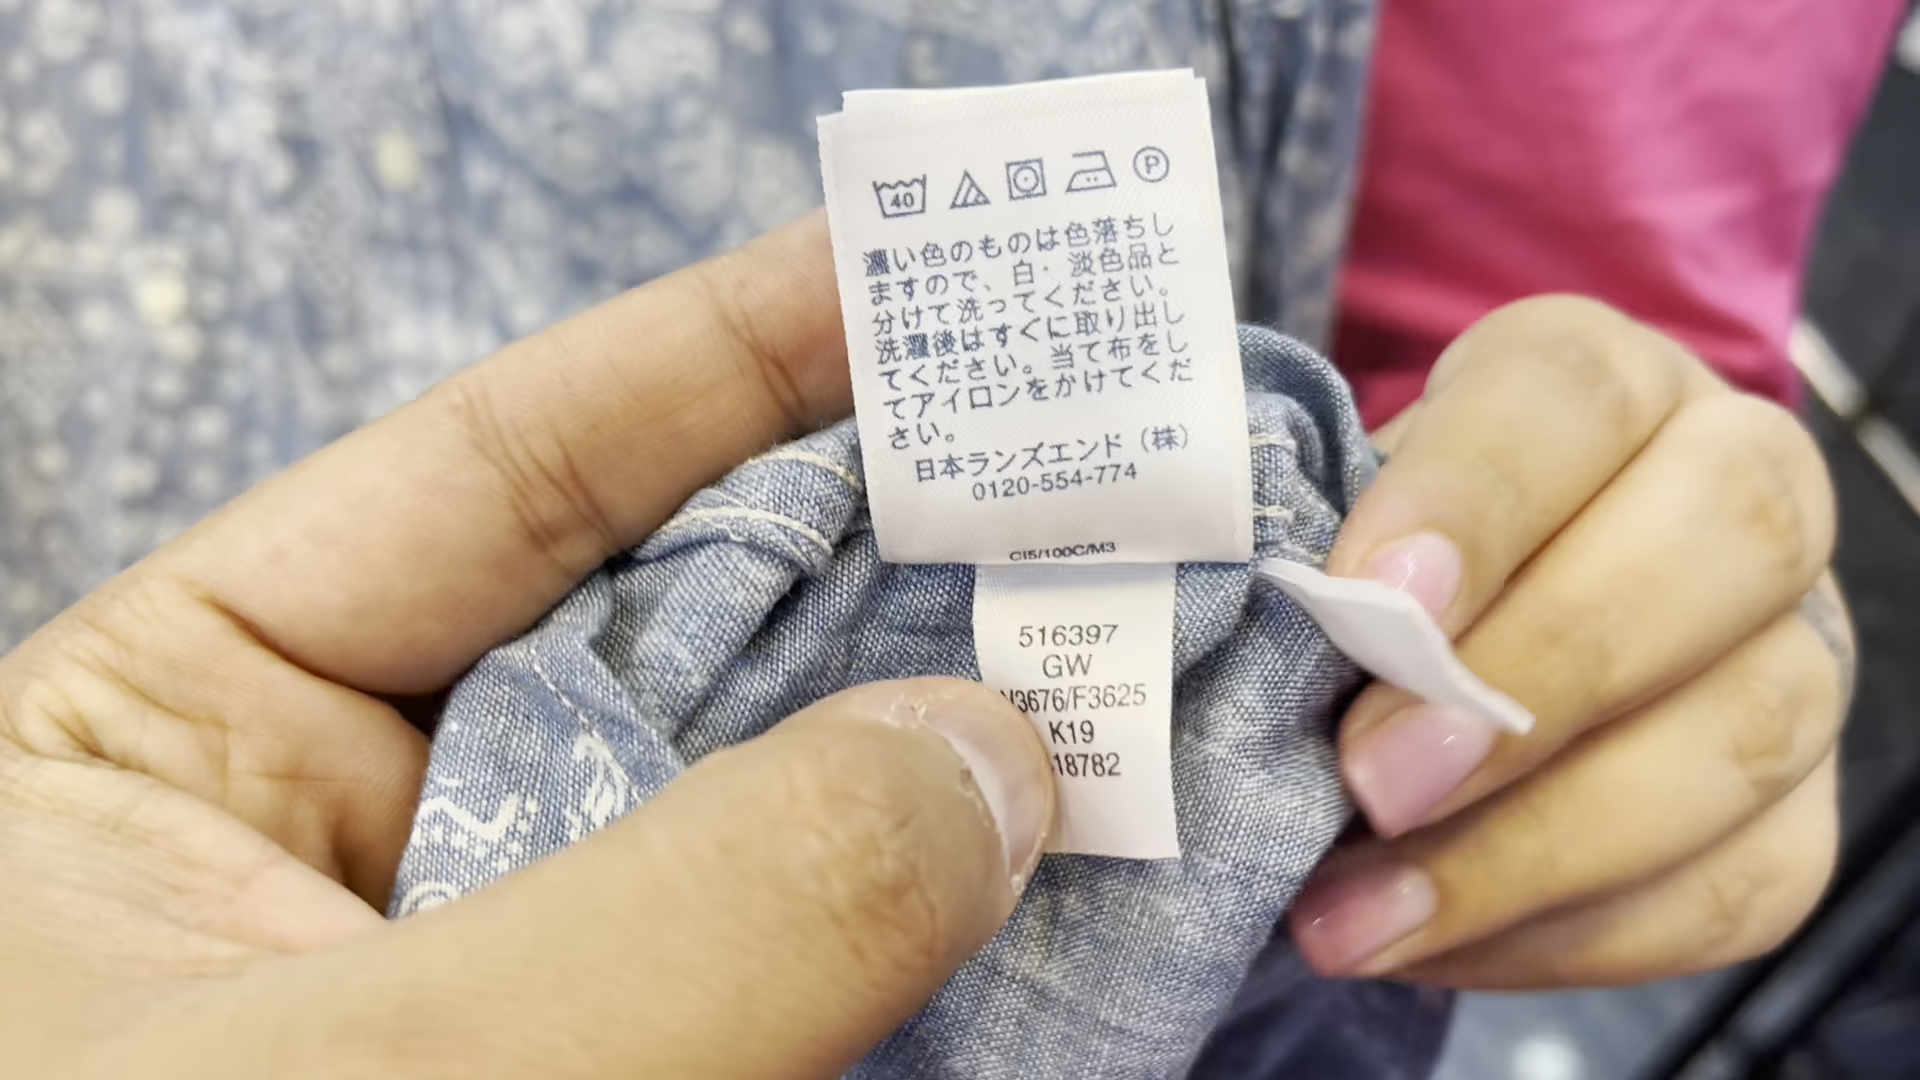 40
P
濃い色のものは色落ちし
ますので、白・淡色品と
分けて洗ってください。
洗濯後はすぐに取り出し
てください。当て布をし
てアイロンをかけてくだ
さい。
日本ランズエンド（株）
0120-554-774
CI5/100C/M3
516397
GW
3676/F3625
K19
18782